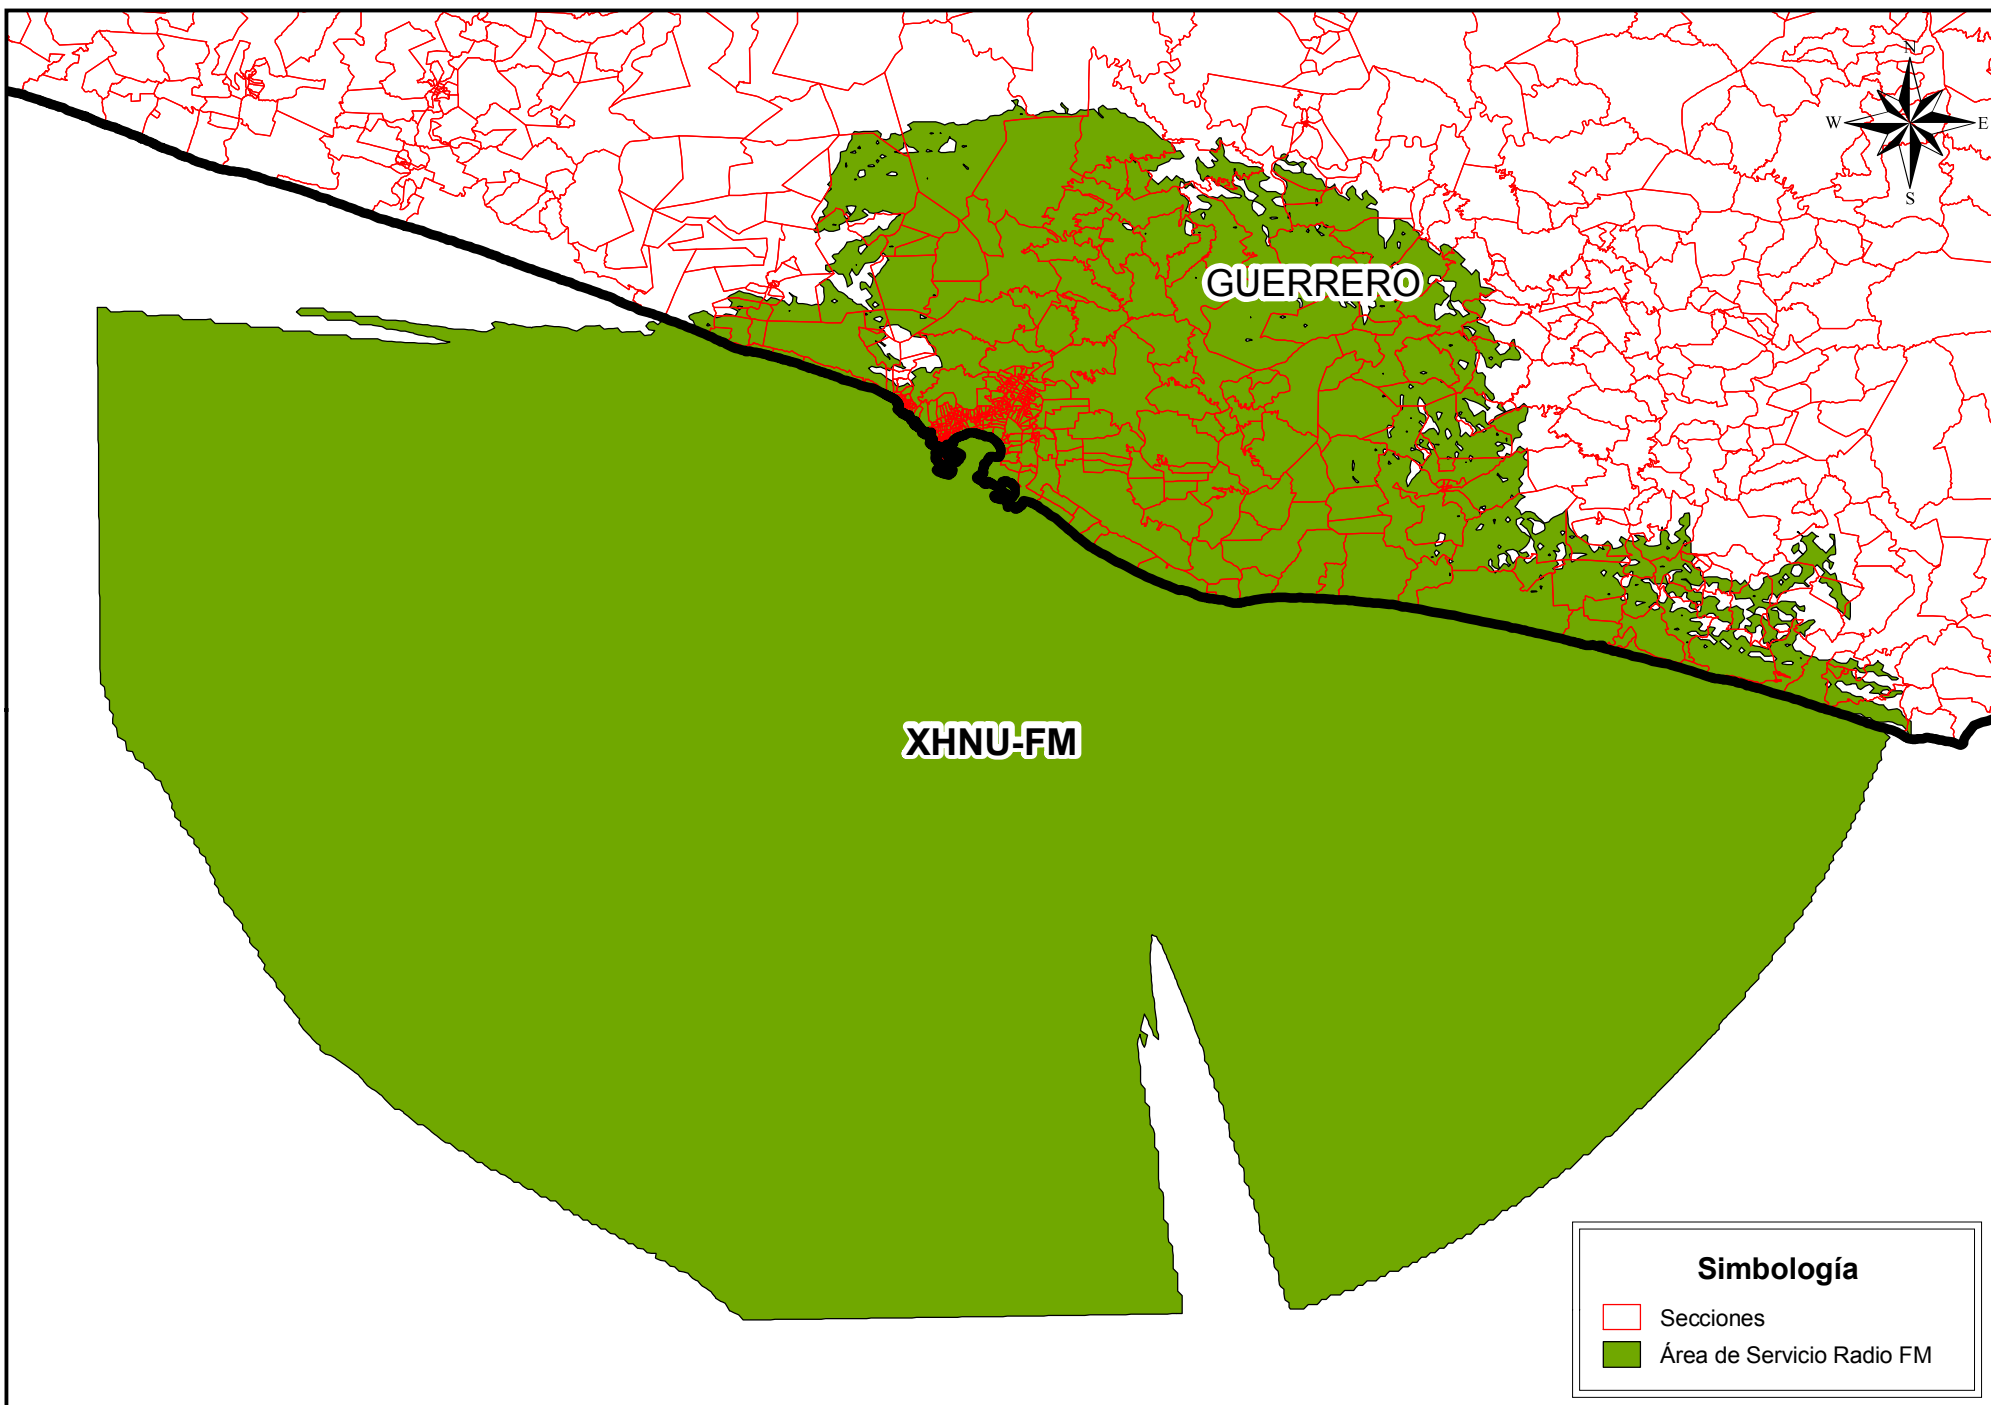 N
W
E
S
GUERRERO
XHNU-FM
Simbología
Secciones
Área de Servicio Radio FM